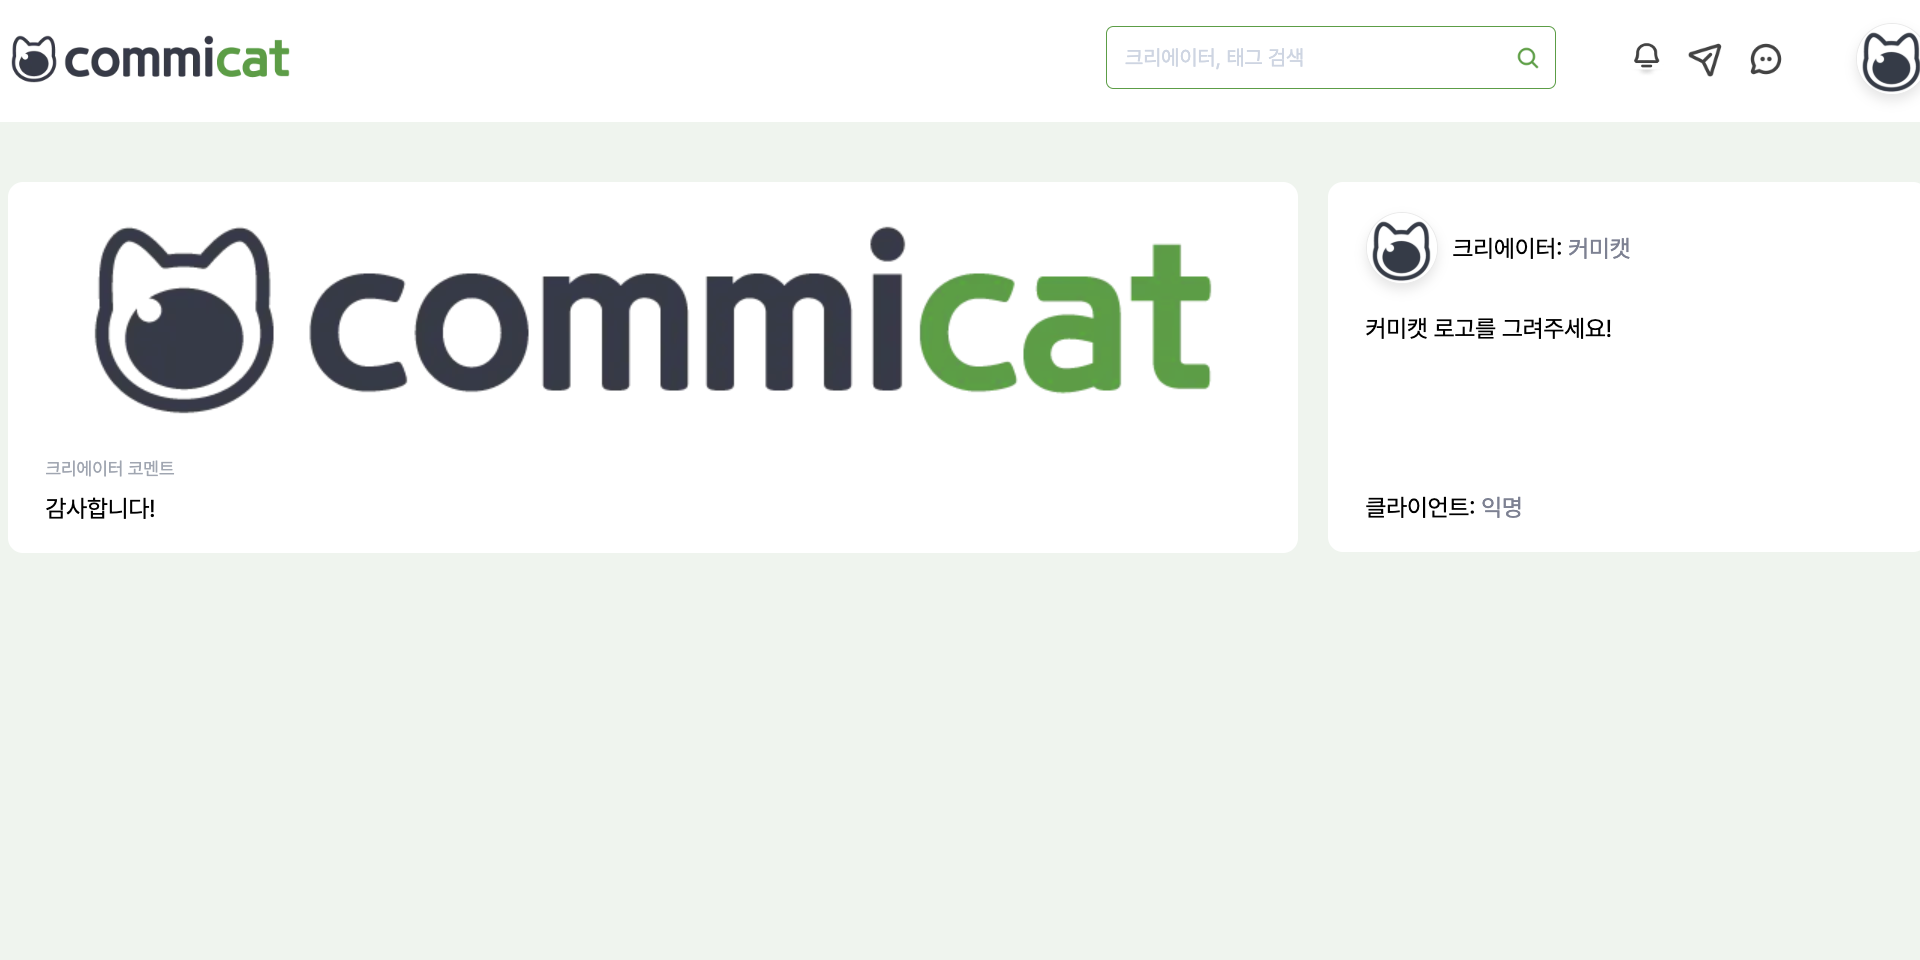 commicat
크리에이터, 태그 검색
commicat
크리에이터 코멘트
감사합니다!
크리에이터: 커미캣
커미캣 로고를 그려주세요!
클라이언트: 익명